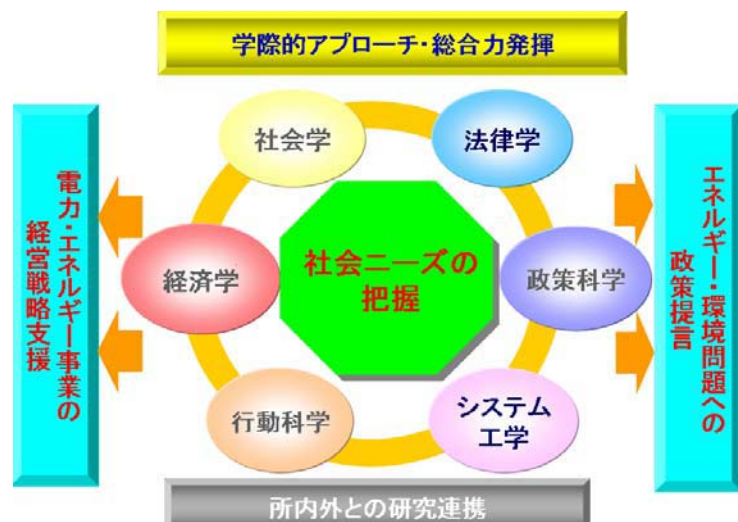 学際的アプローチ・総合力発揮
社会学
法律学
電力・エネルギー事業の
経営戦略支援
経済学
社会ニーズの
把握
政策科学
エネルギー・環境問題への
政策提言
行動科学
システム
工学
所内外との研究連携